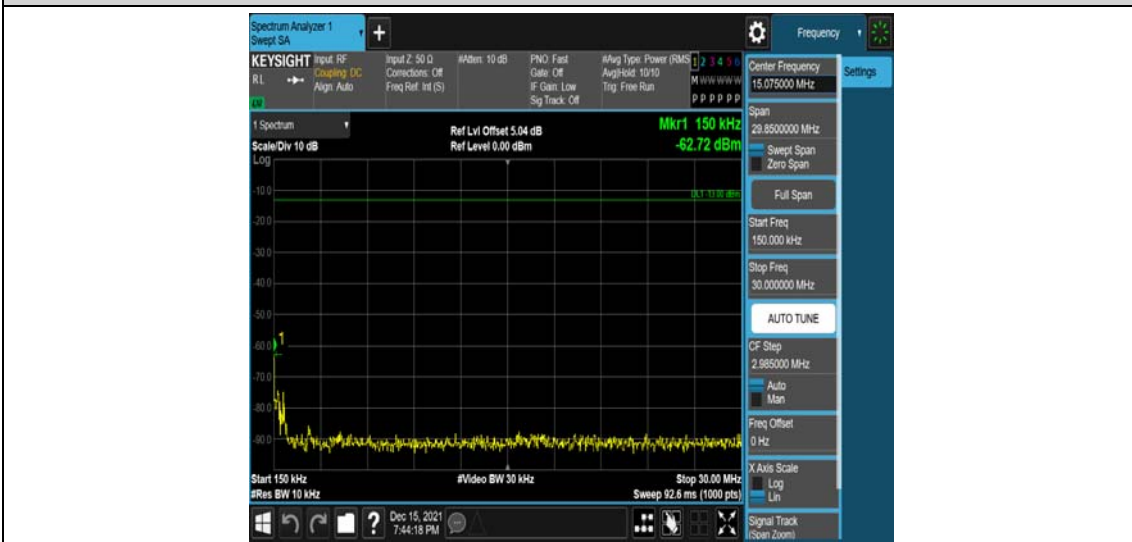 Spectrum Analyzer 1
Swept SA
+
Frequency
KEYSIGHT
RL
Input: RF
Coupling: DC
Align: Auto
Input Z: 50 Ω
Corrections: Off
Freq Ref: Int (S)
#Atten: 10 dB
PNO: Fast
Gate: Off
IF Gain: Low
Sig Track: Off
#Avg Type: Power (RMS
Avg|Hold: 10/10
Trig: Free Run
1 2 3 4 5 6
M W W W W W
P P P P P P
1 Spectrum
Scale/Div 10 dB
Log
Ref Lvl Offset 5.04 dB
Ref Level 0.00 dBm
Mkr1 150 kHz
-62.72 dBm
DL1 -13.00 dBm
-10.0
-20.0
-30.0
-40.0
-50.0
-60.0
-70.0
-80.0
-90.0
1
Start 150 kHz
#Res BW 10 kHz
#Video BW 30 kHz
Stop 30.00 MHz
Sweep 92.6 ms (1000 pts)
Center Frequency
15.075000 MHz
Settings
Span
29.8500000 MHz
Swept Span
Zero Span
Full Span
Start Freq
150.000 kHz
Stop Freq
30.000000 MHz
AUTO TUNE
CF Step
2.985000 MHz
Auto
Man
Freq Offset
0 Hz
X Axis Scale
Log
Lin
Signal Track
(Span Zoom)
?
Dec 15, 2021
7:44:18 PM